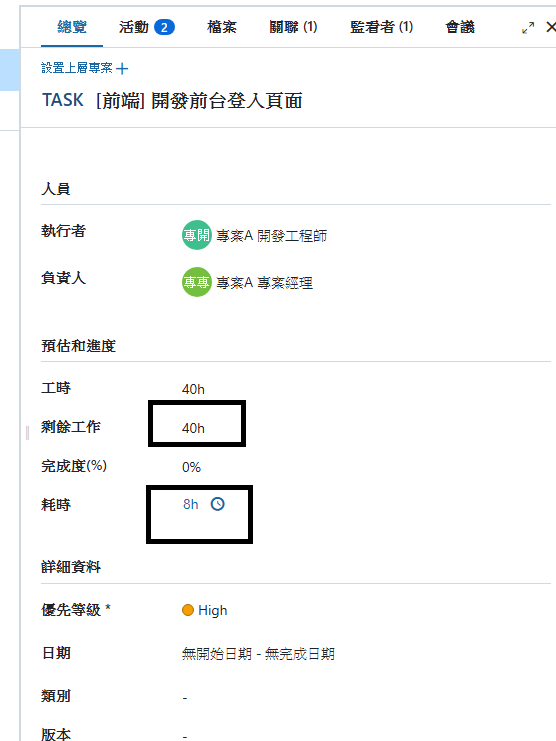 總覽 活動 2 檔案 關聯 (1) 監看者 (1) 會議
設置上層專案
TASK [前端] 開發前台登入頁面
人員
執行者 專開 專案A 開發工程師
負責人 專專 專案A 專案經理
預估和進度
工時 40h
剩餘工作 40h
完成度(%) 0%
耗時 8h
詳細資料
優先等級 * High
日期 無開始日期 - 無完成日期
類別 -
版本 -